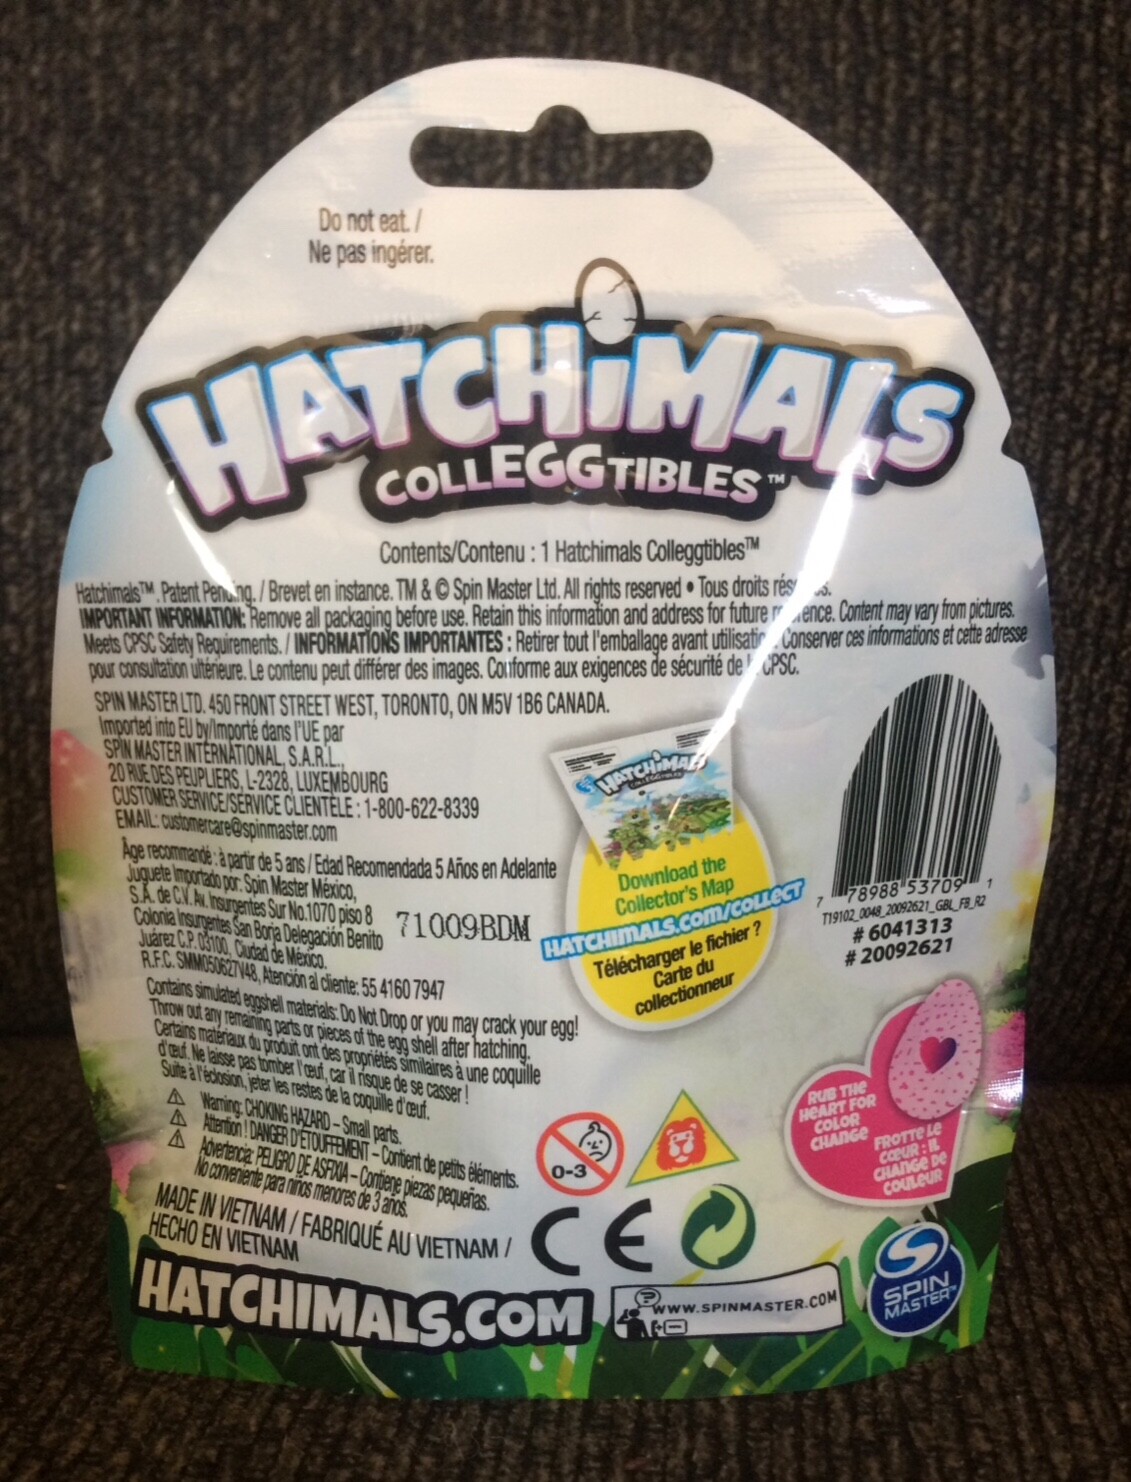 Do not eat. /
Ne pas ingérer.
HATCHiMALS
COLLEGGTIBLES™
Contents/Contenu : 1 Hatchimals Colleggtibles™
Hatchimals™. Patent Pending. / Brevet en instance. TM & © Spin Master Ltd. All rights reserved • Tous droits
IMPORTANT INFORMATION: Remove all packaging before use. Retain this information and address for future Content may vary from pictures.
Meets CPSC Safety Requirements. / INFORMATIONS IMPORTANTES : Retirer tout l'emballage avant Conserver ces informations et cette adresse
pour consultation ultérieure. Le contenu peut différer des images. Conforme aux exigences de sécurité de CPSC.
SPIN MASTER LTD. 450 FRONT STREET WEST, TORONTO, ON M5V 1B6 CANADA.
Imported into EU by/Importé dans l'UE par
SPIN MASTER INTERNATIONAL, S.A.R.L.,
20 RUE DES PEUPLIERS, L-2328, LUXEMBOURG
CUSTOMER SERVICE/SERVICE CLIENTÈLE : 1-800-622-8339
EMAIL: customercare@spinmaster.com
Âge recommandé : à partir de 5 ans / Edad Recomendada 5 Años en Adelante
Juguete Importado por: Spin Master México,
S.A. de C.V. Av. Insurgentes Sur No.1070 piso 8
Colonia Insurgentes San Borja Delegación Benito
Juárez C.P. 03100, Ciudad de México.
R.F.C. SMM050627V48, Atención al cliente: 55 4160 7947
71009BDM
Contains simulated eggshell materials: Do Not Drop or you may crack your egg!
Throw out any remaining parts or pieces of the egg shell after hatching.
Certains matériaux du produit ont des propriétés similaires à une coquille
d'œuf. Ne laisse pas tomber l'œuf, car il risque de se casser !
Suite à l'éclosion, jeter les restes de la coquille d'œuf.
Warning: CHOKING HAZARD – Small parts.
Attention ! DANGER D'ÉTOUFFEMENT – Contient de petits éléments.
Advertencia: PELIGRO DE ASFIXIA – Contiene piezas pequeñas.
No conveniente para niños menores de 3 años.
MADE IN VIETNAM / FABRIQUÉ AU VIETNAM /
HECHO EN VIETNAM
HATCHIMALS.COM
HATCHiMALS
Download the
Collector's Map
HATCHiMALS.COM/COLLECT
Télécharger le fichier ?
Carte du
collectionneur
7 78988 53709 1
T19102_0048_20092621_GBL_FB_R2
# 6041313
# 20092621
RUB THE
HEART FOR
COLOR
CHANGE
FROTTE LE
CŒUR : IL
CHANGE DE
COULEUR
0-3
CE
?
WWW.SPINMASTER.COM
SPIN
MASTER™